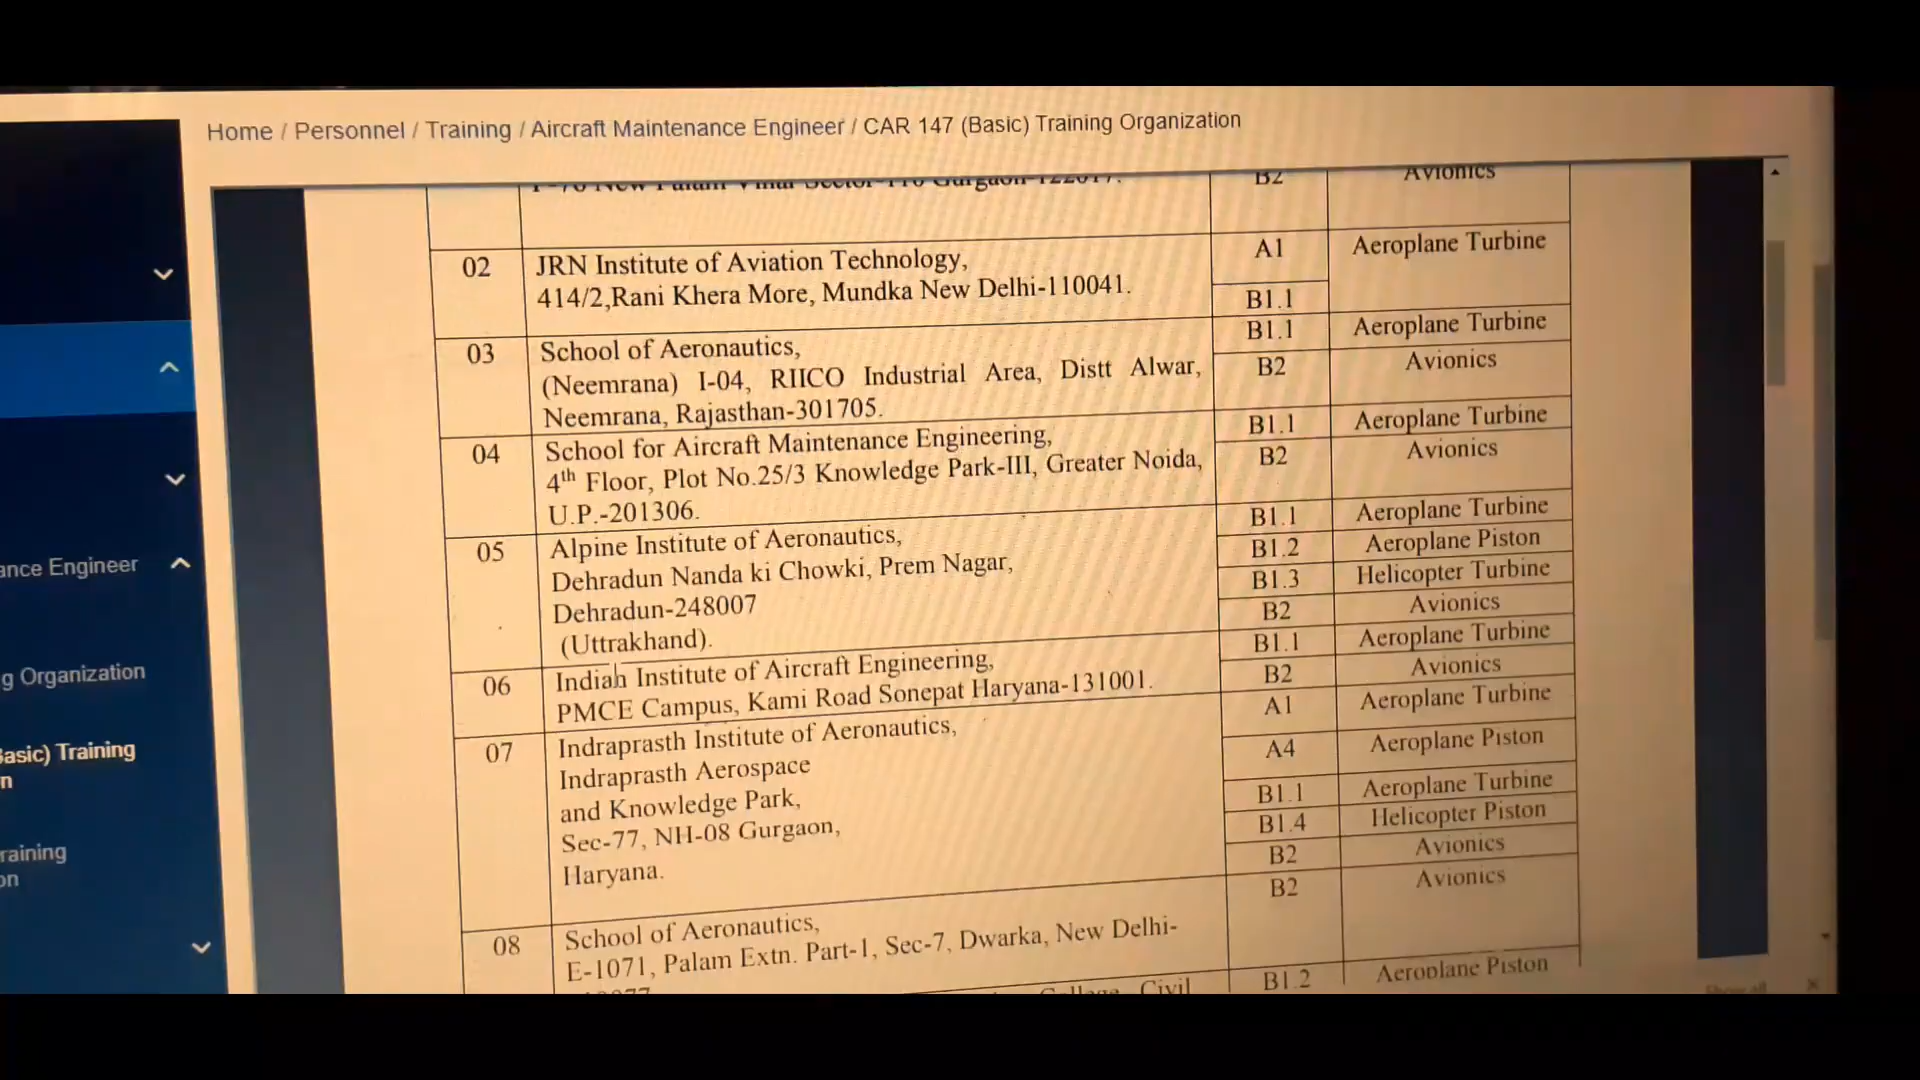 Home / Personnel / Training / Aircraft Maintenance Engineer / CAR 147 (Basic) Training Organization
B2 Avionics
02 JRN Institute of Aviation Technology, A1 Aeroplane Turbine
414/2,Rani Khera More, Mundka New Delhi-110041. B1.1
03 School of Aeronautics, B1.1 Aeroplane Turbine
(Neemrana) I-04, RIICO Industrial Area, Distt Alwar, B2 Avionics
Neemrana, Rajasthan-301705.
04 School for Aircraft Maintenance Engineering, B1.1 Aeroplane Turbine
4th Floor, Plot No.25/3 Knowledge Park-III, Greater Noida, B2 Avionics
U.P.-201306.
05 Alpine Institute of Aeronautics, B1.1 Aeroplane Turbine
Dehradun Nanda ki Chowki, Prem Nagar, B1.2 Aeroplane Piston
Dehradun-248007 B1.3 Helicopter Turbine
(Uttrakhand). B2 Avionics
06 Indian Institute of Aircraft Engineering, B1.1 Aeroplane Turbine
PMCE Campus, Kami Road Sonepat Haryana-131001. B2 Avionics
07 Indraprasth Institute of Aeronautics, A1 Aeroplane Turbine
Indraprasth Aerospace A4 Aeroplane Piston
and Knowledge Park, B1.1 Aeroplane Turbine
Sec-77, NH-08 Gurgaon, B1.4 Helicopter Piston
Haryana. B2 Avionics
08 School of Aeronautics, B2 Avionics
E-1071, Palam Extn. Part-1, Sec-7, Dwarka, New Delhi-
Civil B1.2 Aeroplane Piston
ance Engineer
g Organization
Basic) Training
n
raining
on
Show all